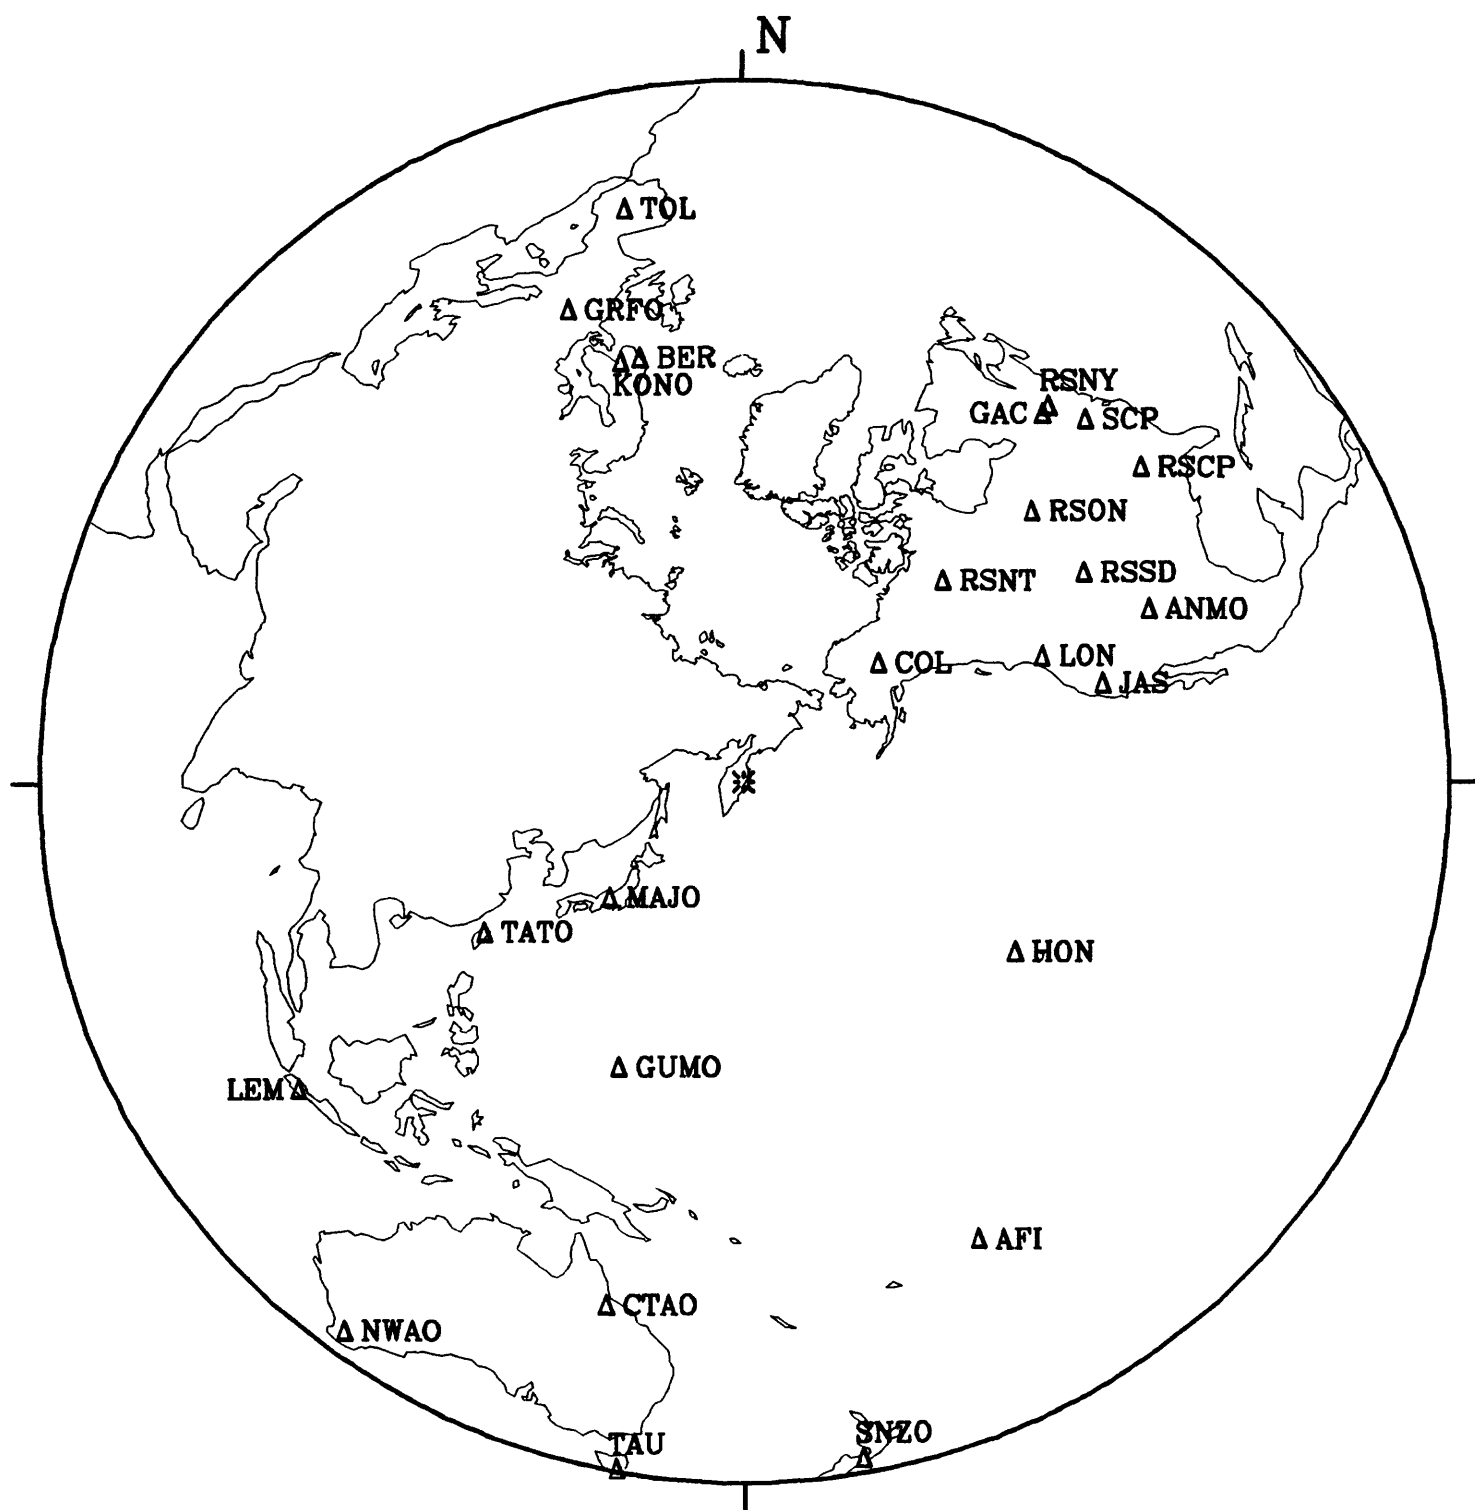 N
TOL
GRFO
BER
KONO
RSNY
GAC
SCP
RSCP
RSON
RSNT
RSSD
ANMO
COL
LON
JAS
MAJO
TATO
HON
GUMO
LEM
AFI
CTAO
NWAO
SNZO
TAU